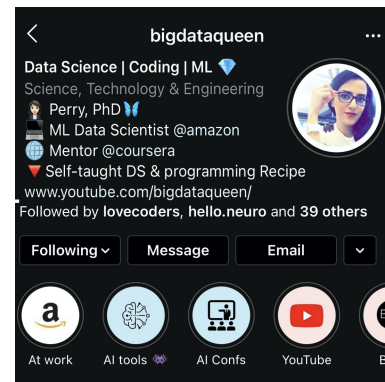 bigdataqueen
Data Science | Coding | ML 💎
Science, Technology & Engineering
Perry, PhD
ML Data Scientist @amazon
Mentor @coursera
🔻Self-taught DS & programming Recipe
www.youtube.com/bigdataqueen/
Followed by lovecoders, hello.neuro and 39 others
Following Message Email
a
At work AI tools 👾 AI Confs YouTube